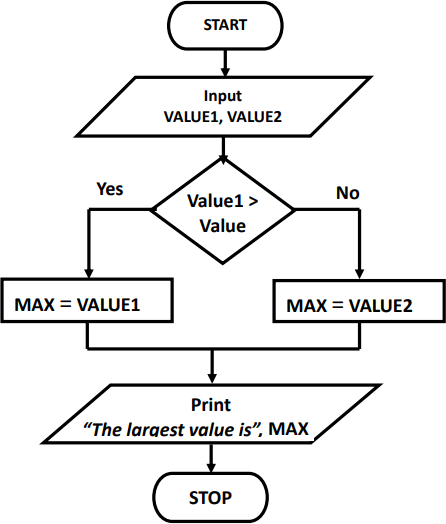 START
Input
VALUE1, VALUE2
Yes
No
Value1 >
Value
MAX = VALUE1
MAX = VALUE2
Print
“The largest value is”, MAX
STOP